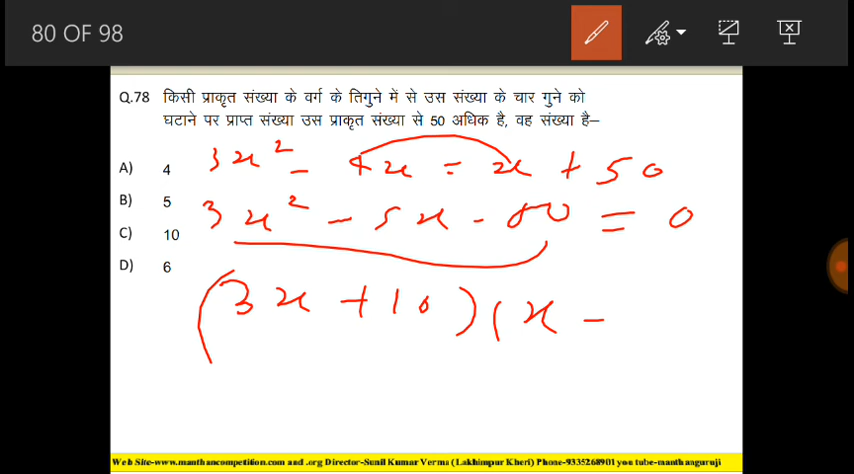 80 OF 98
Q.78 किसी प्राकृत संख्या के वर्ग के तिगुने में से उस संख्या के चार गुने को
घटाने पर प्राप्त संख्या उस प्राकृत संख्या से 50 अधिक है, वह संख्या है–
A) 4
3x² - 4x = x + 50
B) 5
3x² - 5x - 50 = 0
C) 10
D) 6
(3x + 10)(x -
Web Site-www.manthancompetition.com and .org Director-Sunil Kumar Verma (Lakhimpur Kheri) Phone-9335268901 you tube-manthanguruji